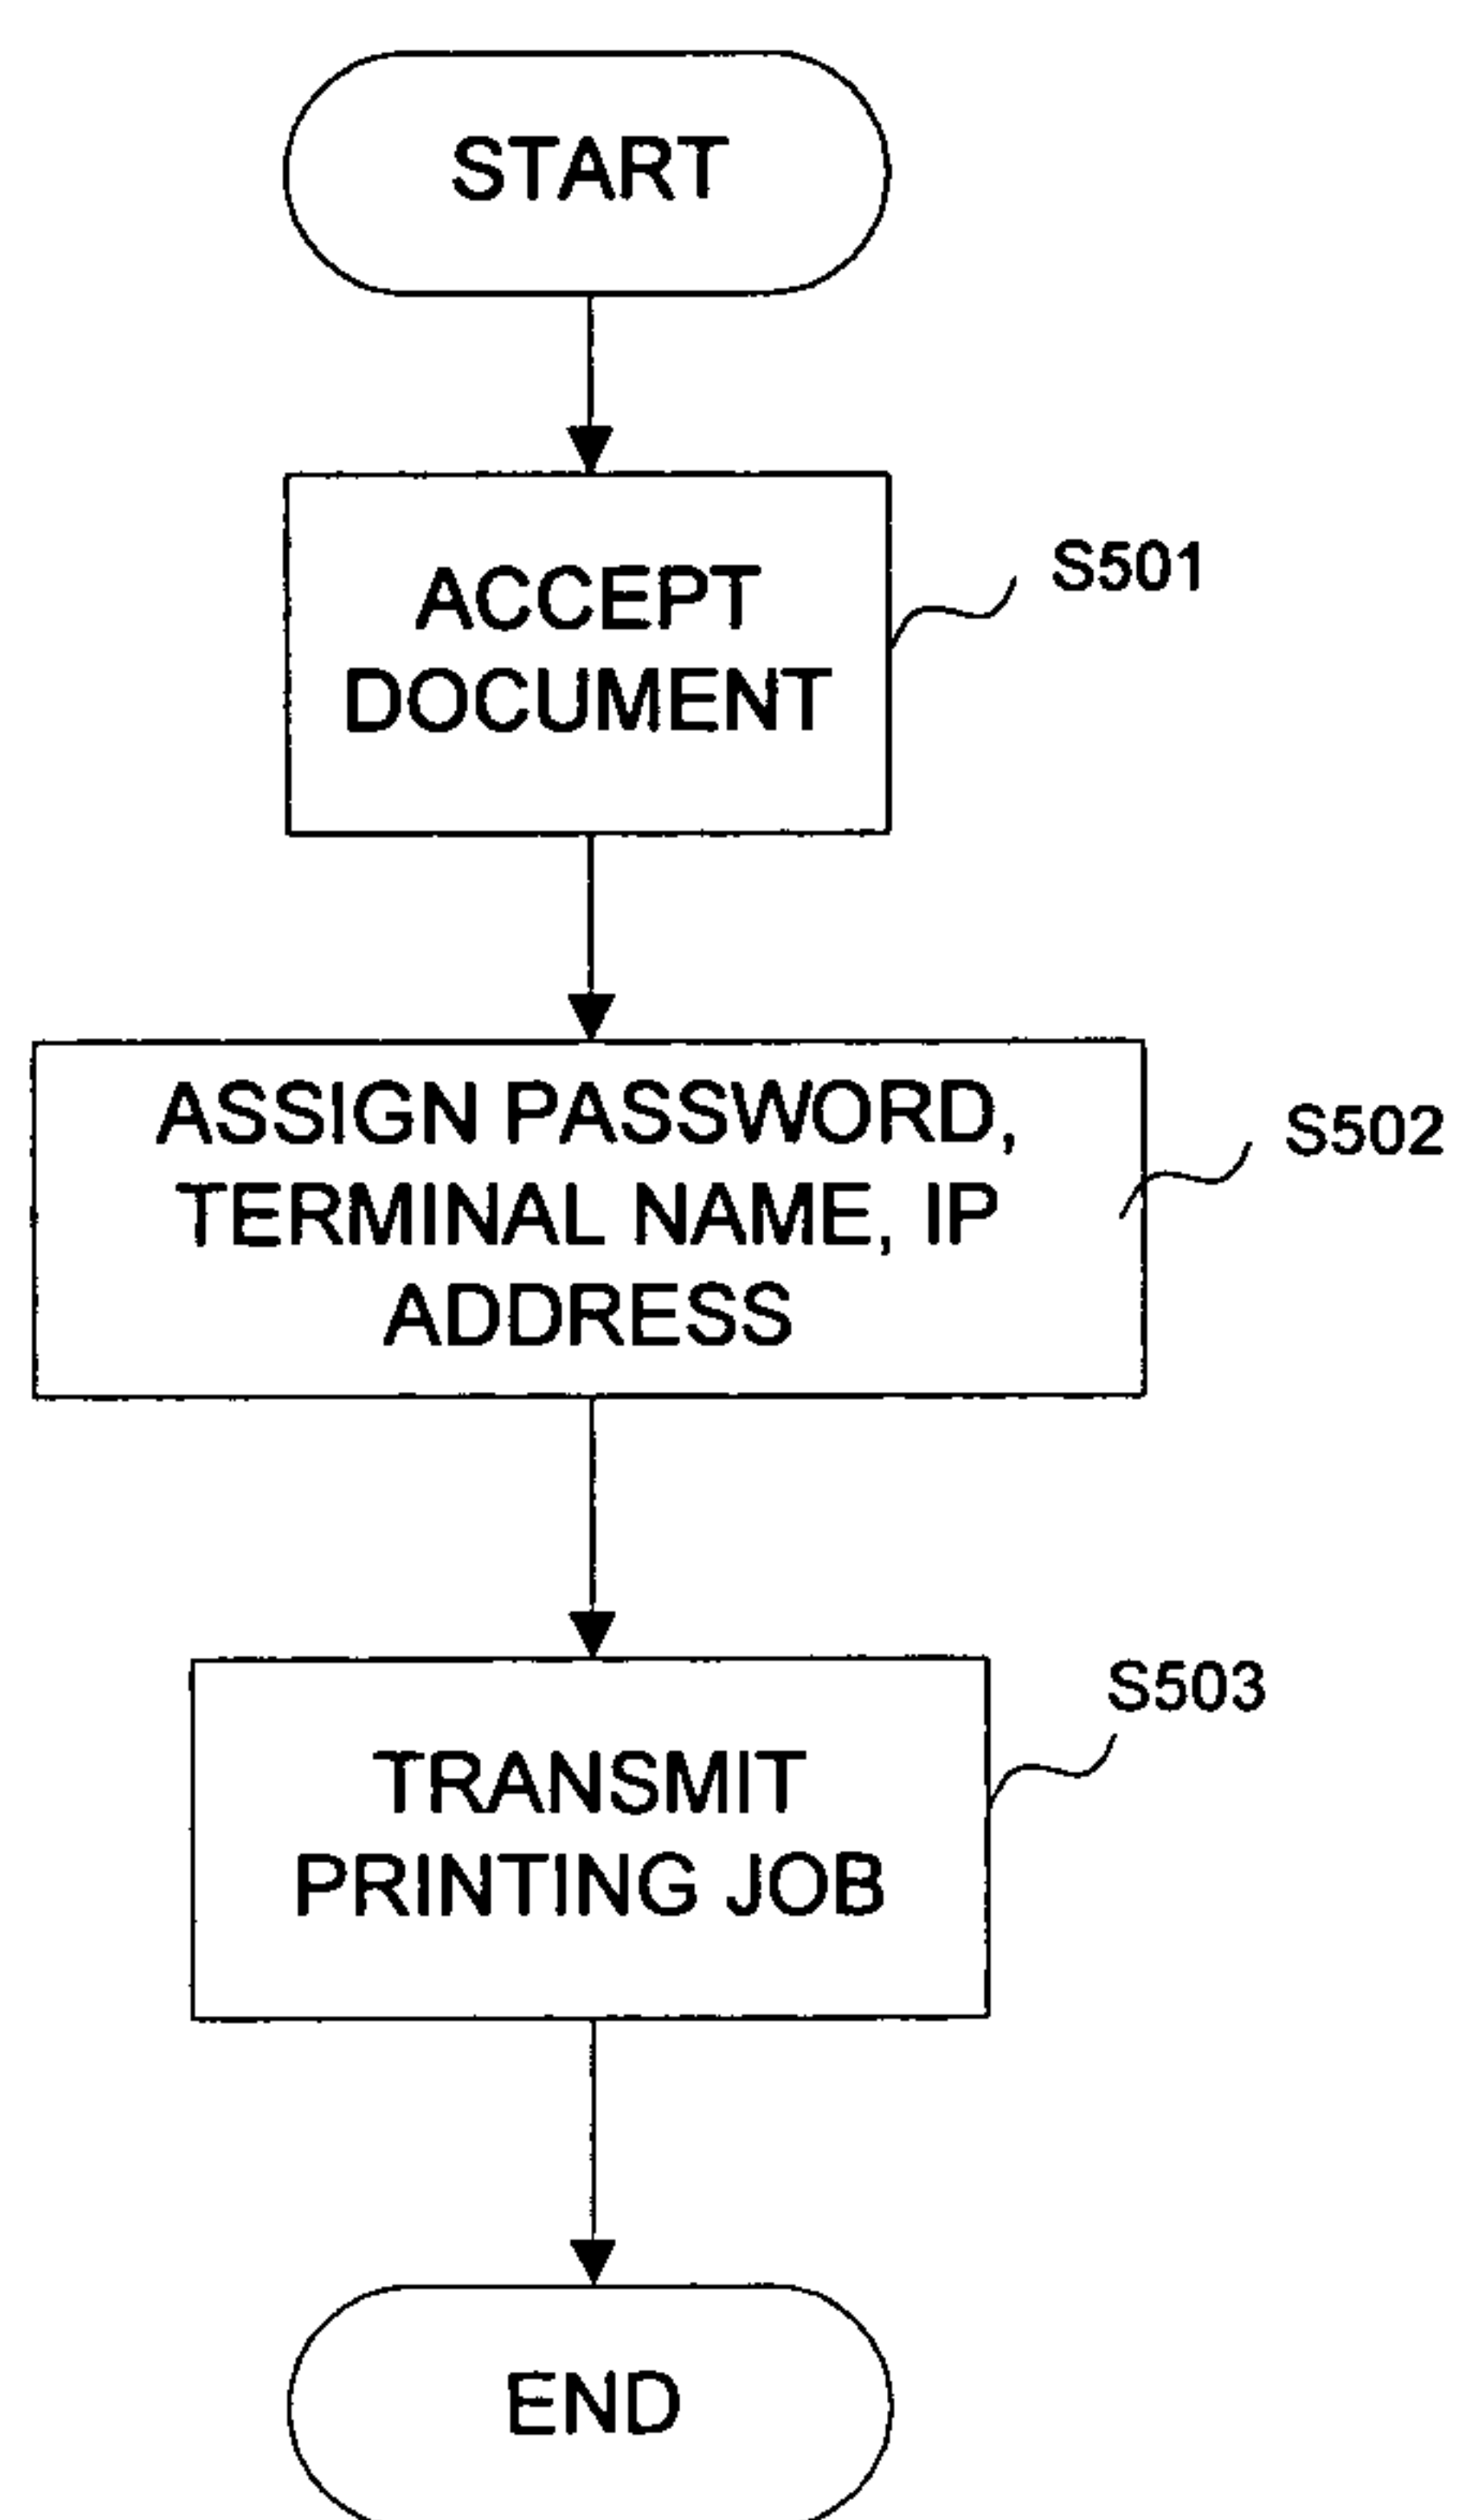 START
ACCEPT
DOCUMENT
S501
ASSIGN PASSWORD,
TERMINAL NAME, IP
ADDRESS
S502
TRANSMIT
PRINTING JOB
S503
END